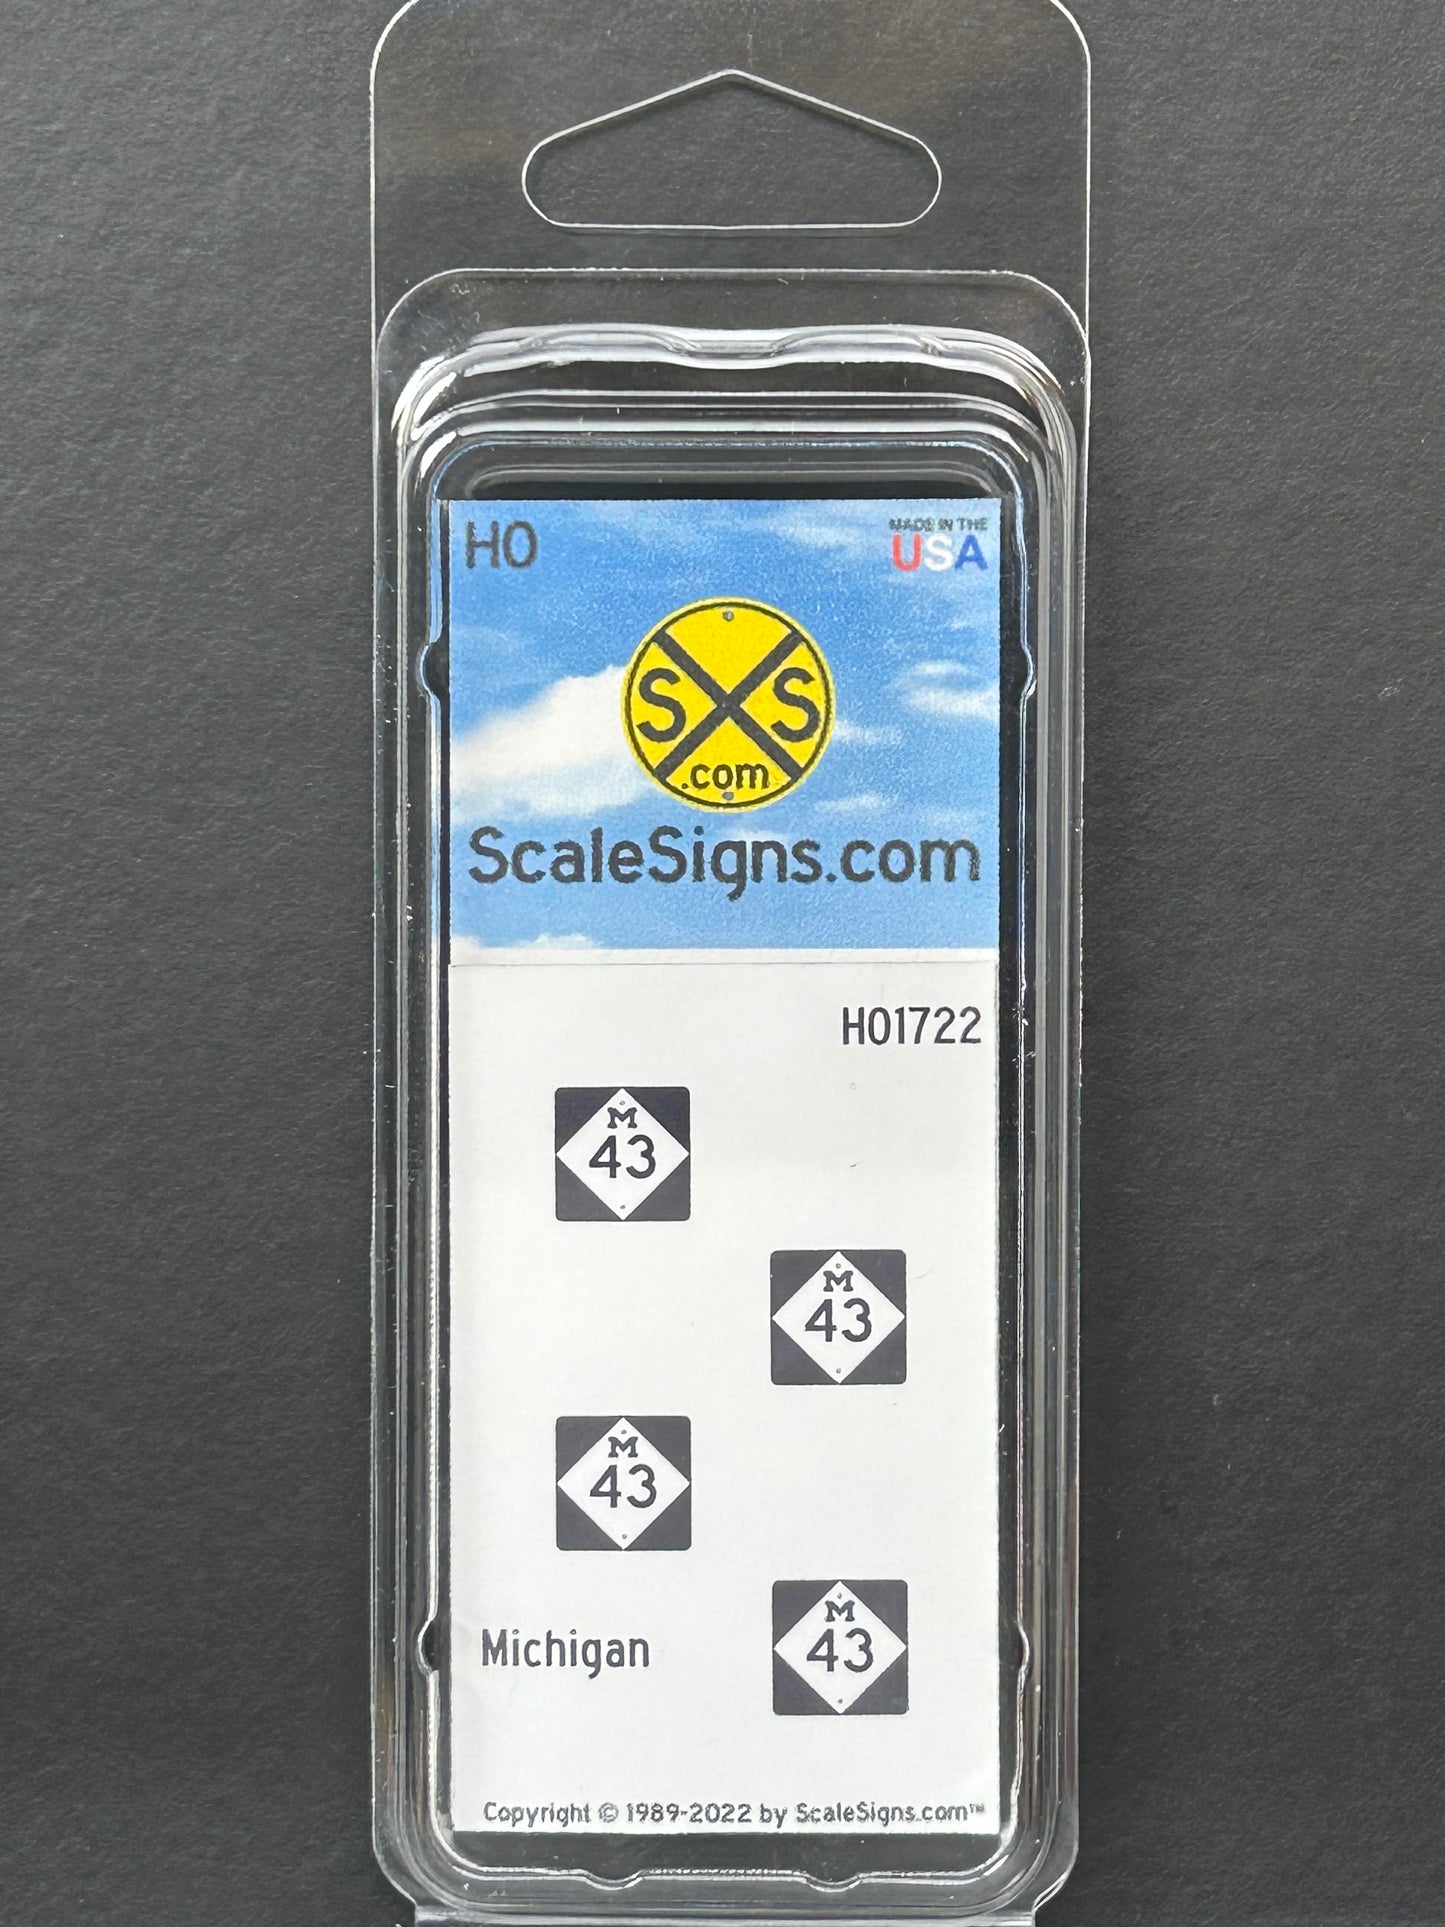 HO
MADE IN THE
USA
S S
.com
ScaleSigns.com
HO1722
M
43
M
43
M
43
Michigan
M
43
Copyright © 1989-2022 by ScaleSigns.com™